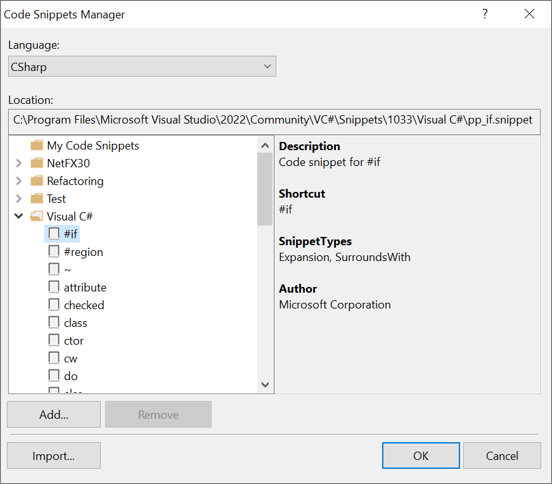 Code Snippets Manager
?
Language:
CSharp
Location:
C:\Program Files\Microsoft Visual Studio\2022\Community\VC#\Snippets\1033\Visual C#\pp_if.snippet
My Code Snippets
NetFX30
Refactoring
Test
Visual C#
#if
#region
~
attribute
checked
class
ctor
cw
do
Description
Code snippet for #if
Shortcut
#if
SnippetTypes
Expansion, SurroundsWith
Author
Microsoft Corporation
Add...
Remove
Import...
OK
Cancel